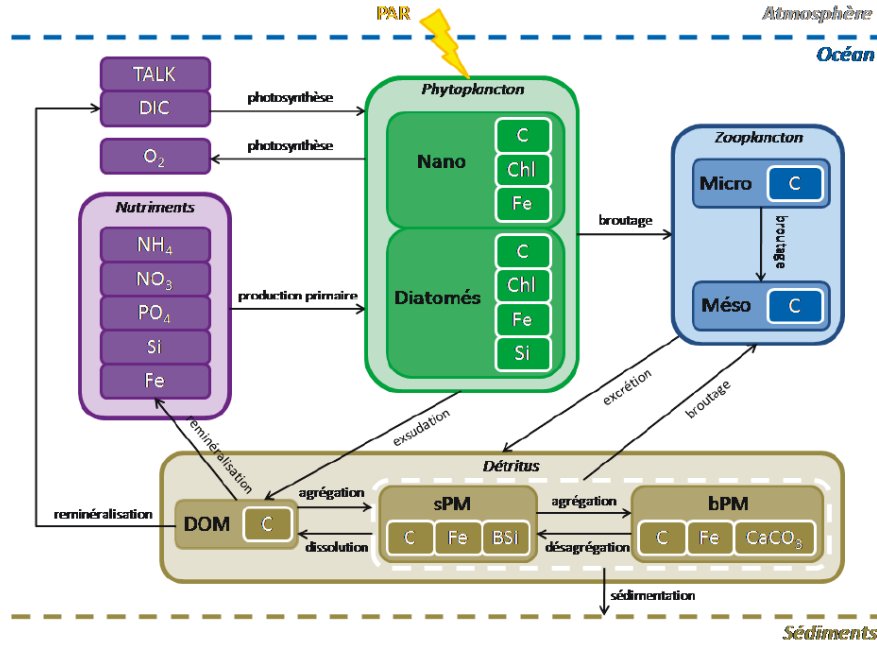 PAR
Atmosphère
Océan
TALK
DIC
O2
photosynthèse
photosynthèse
Phytoplancton
Nano
C
Chl
Fe
Diatomés
C
Chl
Fe
Si
broutage
Zooplancton
Micro
C
broutage
Méso
C
Nutriments
NH4
NO3
PO4
Si
Fe
production primaire
reminéralisation
exsudation
excrétion
broutage
reminéralisation
Détritus
DOM
C
agrégation
dissolution
sPM
C
Fe
BSi
agrégation
désagrégation
bPM
C
Fe
CaCO3
sédimentation
Sédiments